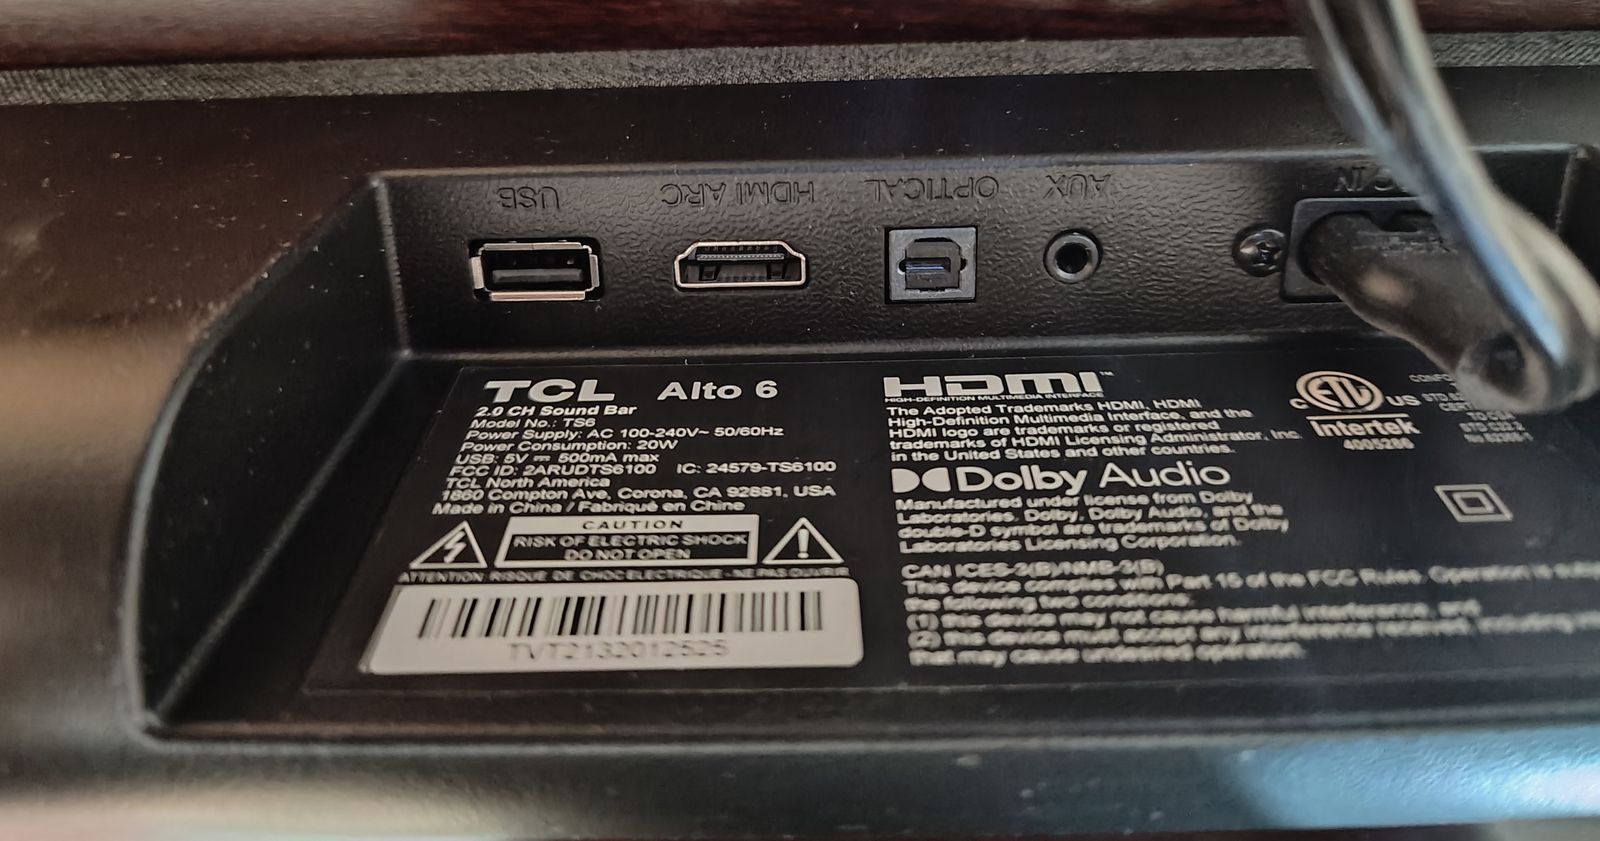 USB
HDMI ARC
OPTICAL
AUX
IN
TCL Alto 6
2.0 CH Sound Bar
Model No.: TS6
Power Supply: AC 100-240V~ 50/60Hz
Power Consumption: 20W
USB: 5V ⎓ 500mA max
FCC ID: 2ARUDTS6100 IC: 24579-TS6100
TCL North America
1860 Compton Ave, Corona, CA 92881, USA
Made in China / Fabriqué en Chine
CAUTION
RISK OF ELECTRIC SHOCK
DO NOT OPEN
ATTENTION: RISQUE DE CHOC ELECTRIQUE - NE PAS OUVRIR
TVT2132012526
HDMI™
HIGH-DEFINITION MULTIMEDIA INTERFACE
The Adopted Trademarks HDMI, HDMI
High-Definition Multimedia Interface, and the
HDMI logo are trademarks or registered
trademarks of HDMI Licensing Administrator, Inc.
in the United States and other countries.
Dolby Audio
Manufactured under license from Dolby
Laboratories. Dolby, Dolby Audio, and the
double-D symbol are trademarks of Dolby
Laboratories Licensing Corporation.
CAN ICES-3(B)/NMB-3(B)
This device complies with Part 15 of the FCC Rules. Operation is
the following two conditions:
(1) this device may not cause harmful interference, and
(2) this device must accept any interference received, including
that may cause undesired operation.
C ETL US
Intertek
4005286